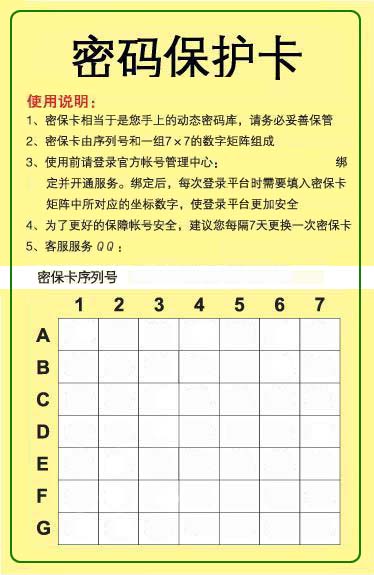 密码保护卡
使用说明：
1、密保卡相当于是您手上的动态密码库，请务必妥善保管
2、密保卡由序列号和一组7×7的数字矩阵组成
3、使用前请登录官方帐号管理中心： 绑
定并开通服务。绑定后，每次登录平台时需要填入密保卡
矩阵中所对应的坐标数字，使登录平台更加安全
4、为了更好的保障帐号安全，建议您每隔7天更换一次密保卡
5、客服服务QQ：
密保卡序列号
1 2 3 4 5 6 7
A
B
C
D
E
F
G